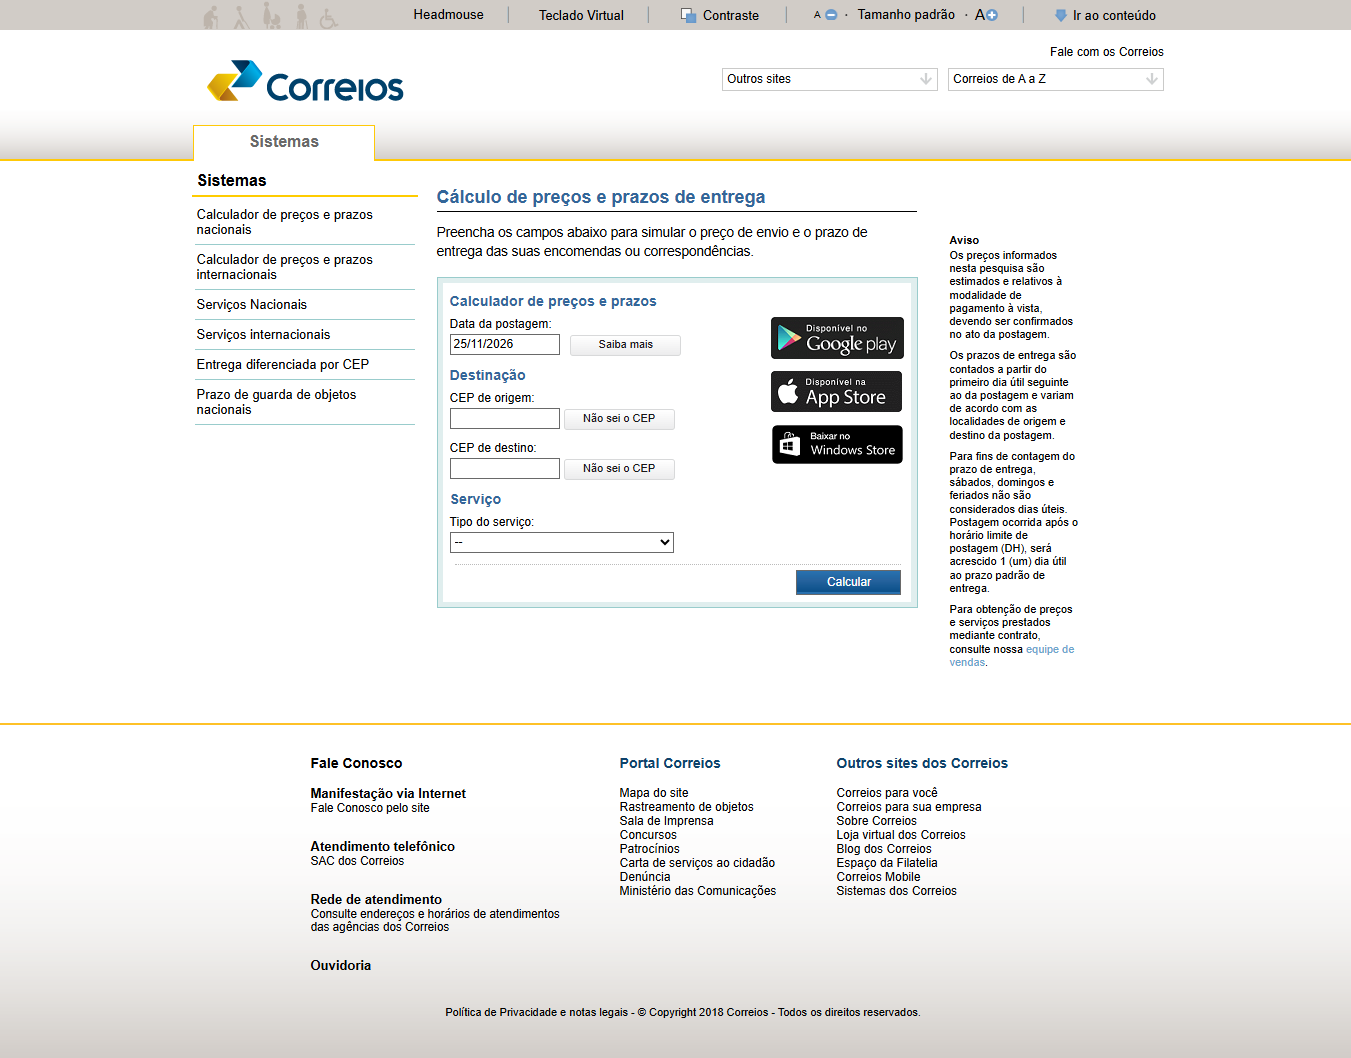 Headmouse
Teclado Virtual
Contraste
A · Tamanho padrão · A
Ir ao conteúdo
Fale com os Correios
Correios
Outros sites
Correios de A a Z
Sistemas
Sistemas
Calculador de preços e prazos
nacionais
Calculador de preços e prazos
internacionais
Serviços Nacionais
Serviços internacionais
Entrega diferenciada por CEP
Prazo de guarda de objetos
nacionais
Cálculo de preços e prazos de entrega
Preencha os campos abaixo para simular o preço de envio e o prazo de
entrega das suas encomendas ou correspondências.
Calculador de preços e prazos
Data da postagem:
25/11/2026
Saiba mais
Destinação
CEP de origem:
Não sei o CEP
CEP de destino:
Não sei o CEP
Serviço
Tipo do serviço:
--
Calcular
Disponível no
Google play
Disponível na
App Store
Baixar no
Windows Store
Aviso
Os preços informados
nesta pesquisa são
estimados e relativos à
modalidade de
pagamento à vista,
devendo ser confirmados
no ato da postagem.
Os prazos de entrega são
contados a partir do
primeiro dia útil seguinte
ao da postagem e variam
de acordo com as
localidades de origem e
destino da postagem.
Para fins de contagem do
prazo de entrega,
sábados, domingos e
feriados não são
considerados dias úteis.
Postagem ocorrida após o
horário limite de
postagem (DH), será
acrescido 1 (um) dia útil
ao prazo padrão de
entrega.
Para obtenção de preços
e serviços prestados
mediante contrato,
consulte nossa equipe de
vendas.
Fale Conosco
Manifestação via Internet
Fale Conosco pelo site
Atendimento telefônico
SAC dos Correios
Rede de atendimento
Consulte endereços e horários de atendimentos
das agências dos Correios
Ouvidoria
Portal Correios
Mapa do site
Rastreamento de objetos
Sala de Imprensa
Concursos
Patrocínios
Carta de serviços ao cidadão
Denúncia
Ministério das Comunicações
Outros sites dos Correios
Correios para você
Correios para sua empresa
Sobre Correios
Loja virtual dos Correios
Blog dos Correios
Espaço da Filatelia
Correios Mobile
Sistemas dos Correios
Política de Privacidade e notas legais - © Copyright 2018 Correios - Todos os direitos reservados.